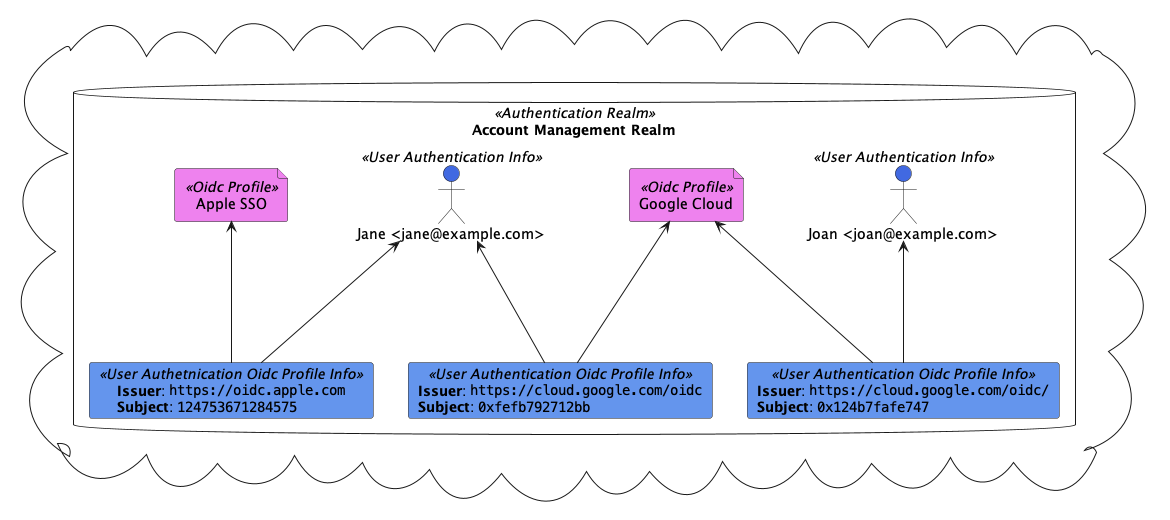 «Authentication Realm»
Account Management Realm
«User Authentication Info»
«User Authentication Info»
«Oidc Profile»
Apple SSO
«Oidc Profile»
Google Cloud
Jane <jane@example.com>
Joan <joan@example.com>
«User Authetnication Oidc Profile Info»
Issuer: https://oidc.apple.com
Subject: 124753671284575
«User Authentication Oidc Profile Info»
Issuer: https://cloud.google.com/oidc
Subject: 0xfefb792712bb
«User Authentication Oidc Profile Info»
Issuer: https://cloud.google.com/oidc/
Subject: 0x124b7fafe747